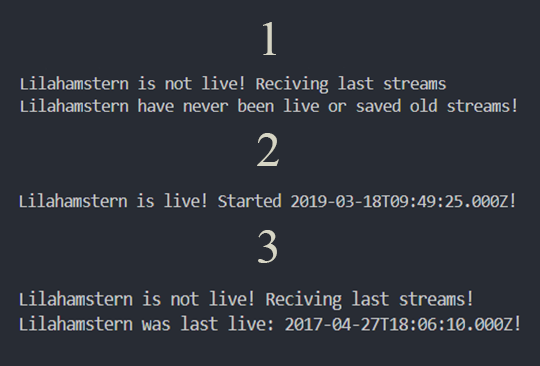 1
Lilahamstern is not live! Reciving last streams
Lilahamstern have never been live or saved old streams!
2
Lilahamstern is live! Started 2019-03-18T09:49:25.000Z!
3
Lilahamstern is not live! Reciving last streams!
Lilahamstern was last live: 2017-04-27T18:06:10.000Z!